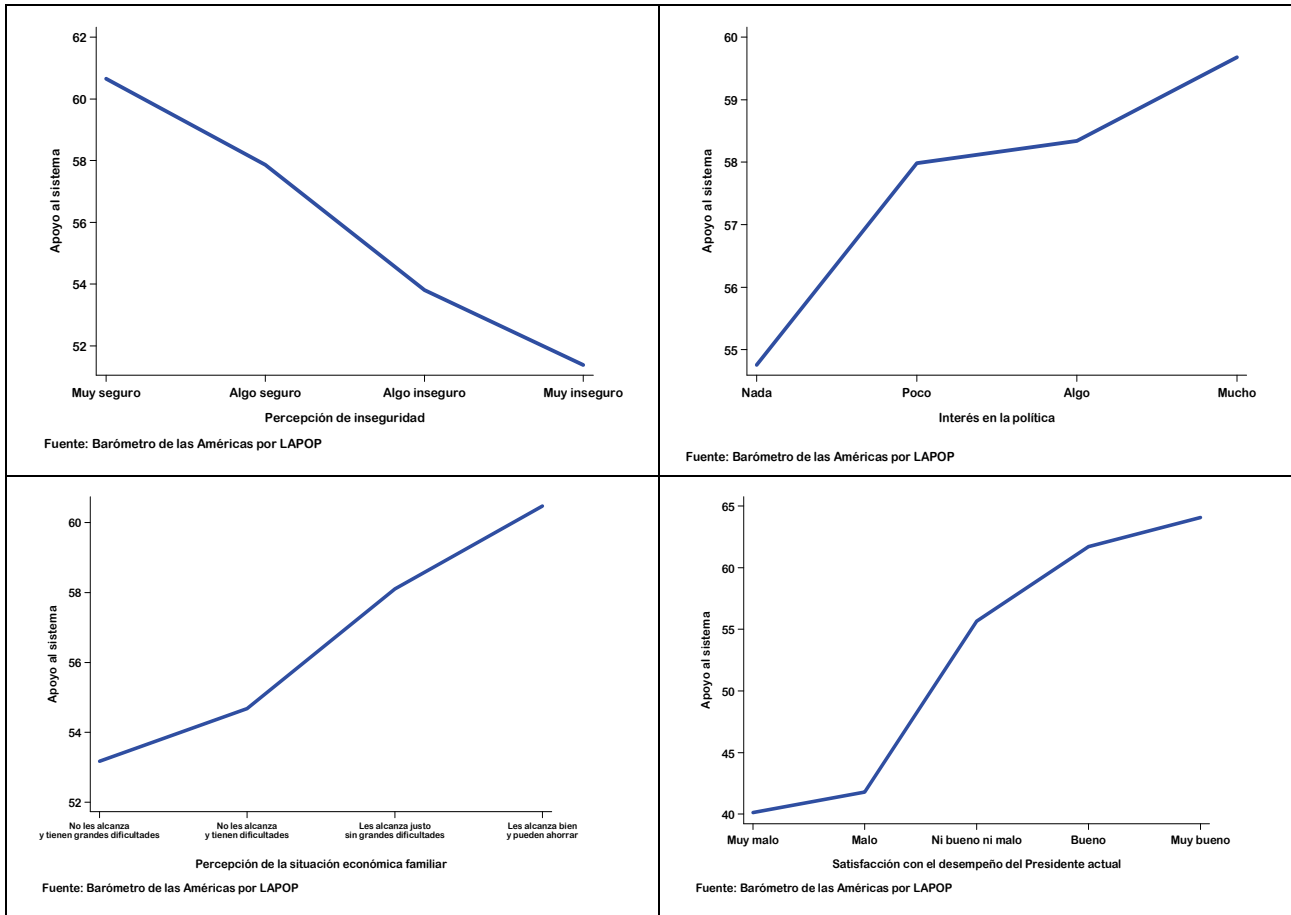 62
60
58
56
54
52
Apoyo al sistema
Muy seguro Algo seguro Algo inseguro Muy inseguro
Percepción de inseguridad
Fuente: Barómetro de las Américas por LAPOP
60
59
58
57
56
55
Apoyo al sistema
Nada Poco Algo Mucho
Interés en la política
Fuente: Barómetro de las Américas por LAPOP
60
58
56
54
52
Apoyo al sistema
No les alcanza No les alcanza Les alcanza justo Les alcanza bien
y tienen grandes dificultades y tienen dificultades sin grandes dificultades y pueden ahorrar
Percepción de la situación económica familiar
Fuente: Barómetro de las Américas por LAPOP
65
60
55
50
45
40
Apoyo al sistema
Muy malo Malo Ni bueno ni malo Bueno Muy bueno
Satisfacción con el desempeño del Presidente actual
Fuente: Barómetro de las Américas por LAPOP